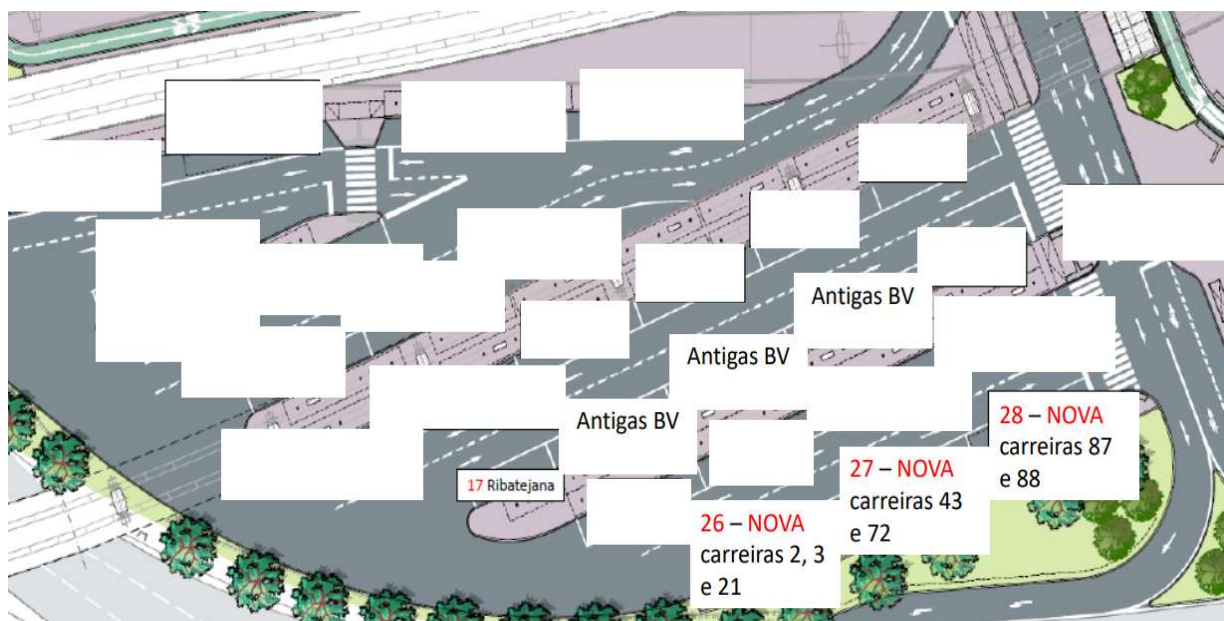 Antigas BV
Antigas BV
Antigas BV
17 Ribatejana
28 – NOVA
carreiras 87
e 88
27 – NOVA
carreiras 43
e 72
26 – NOVA
carreiras 2, 3
e 21